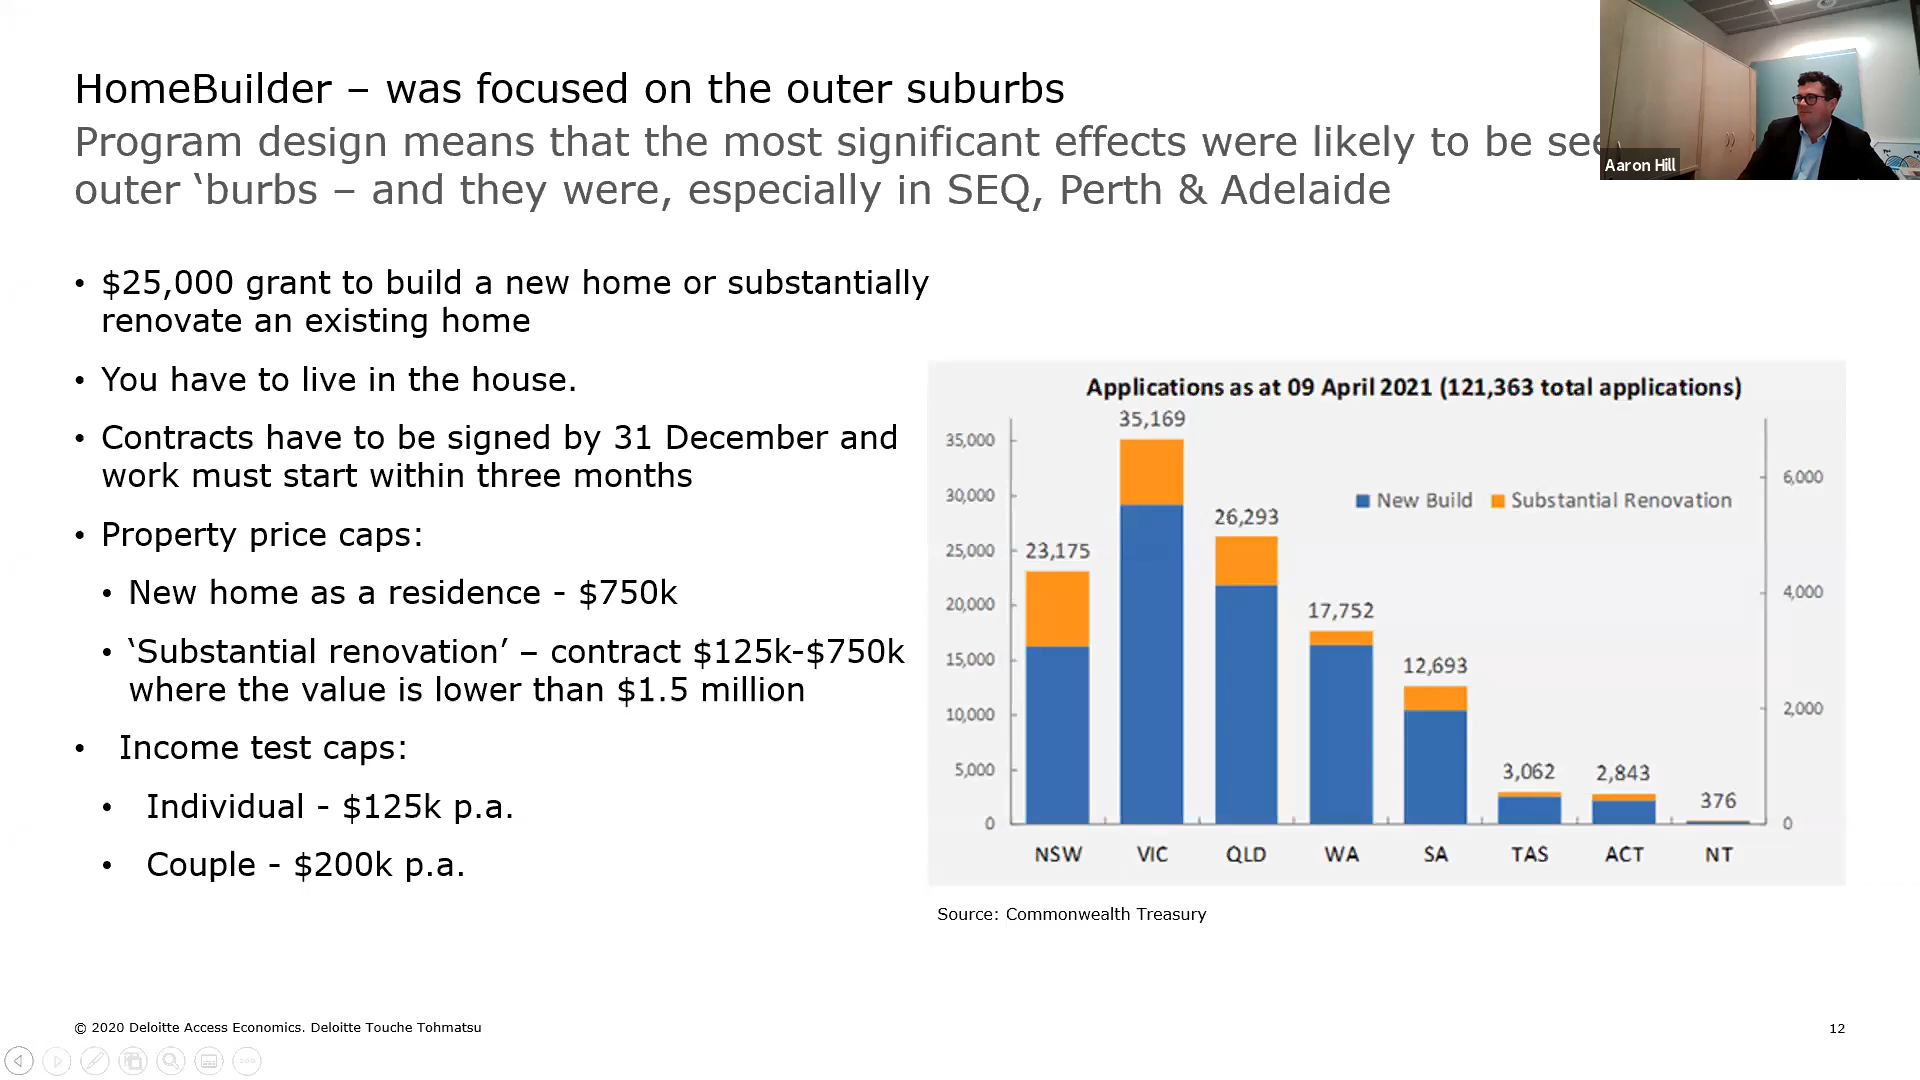 HomeBuilder – was focused on the outer suburbs
Program design means that the most significant effects were likely to be
outer ‘burbs – and they were, especially in SEQ, Perth & Adelaide
Aaron Hill
• $25,000 grant to build a new home or substantially
renovate an existing home
• You have to live in the house.
• Contracts have to be signed by 31 December and
work must start within three months
• Property price caps:
• New home as a residence - $750k
• ‘Substantial renovation’ – contract $125k-$750k
where the value is lower than $1.5 million
• Income test caps:
• Individual - $125k p.a.
• Couple - $200k p.a.
Applications as at 09 April 2021 (121,363 total applications)
35,000
30,000
25,000
20,000
15,000
10,000
5,000
0
23,175
35,169
26,293
17,752
12,693
3,062
2,843
376
New Build
Substantial Renovation
6,000
4,000
2,000
0
NSW
VIC
QLD
WA
SA
TAS
ACT
NT
Source: Commonwealth Treasury
© 2020 Deloitte Access Economics. Deloitte Touche Tohmatsu
12